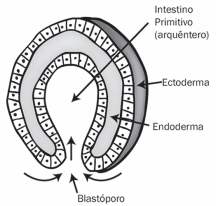 Intestino
Primitivo
(arquêntero)
Ectoderma
Endoderma
Blastóporo